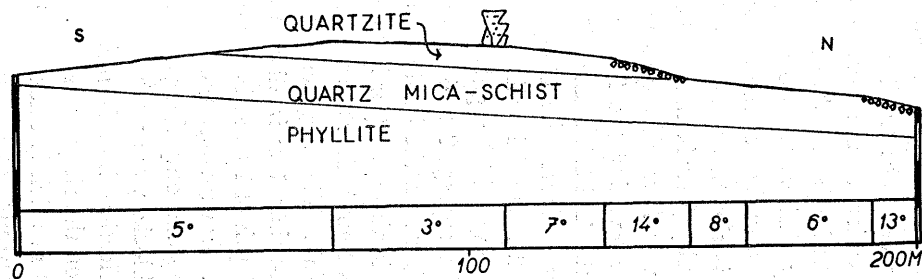 S QUARTZITE N
QUARTZ MICA-SCHIST
PHYLLITE
5° 3° 7° 14° 8° 6° 13°
0 100 200M